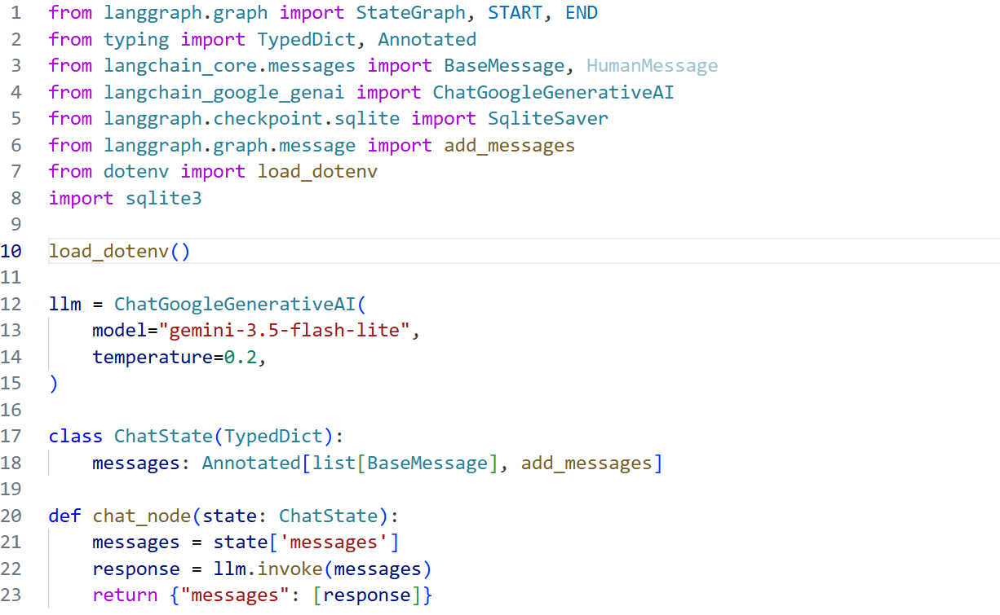 1 from langgraph.graph import StateGraph, START, END
2 from typing import TypedDict, Annotated
3 from langchain_core.messages import BaseMessage, HumanMessage
4 from langchain_google_genai import ChatGoogleGenerativeAI
5 from langgraph.checkpoint.sqlite import SqliteSaver
6 from langgraph.graph.message import add_messages
7 from dotenv import load_dotenv
8 import sqlite3
9
10 load_dotenv()
11
12 llm = ChatGoogleGenerativeAI(
13     model="gemini-3.5-flash-lite",
14     temperature=0.2,
15 )
16
17 class ChatState(TypedDict):
18     messages: Annotated[list[BaseMessage], add_messages]
19
20 def chat_node(state: ChatState):
21     messages = state['messages']
22     response = llm.invoke(messages)
23     return {"messages": [response]}